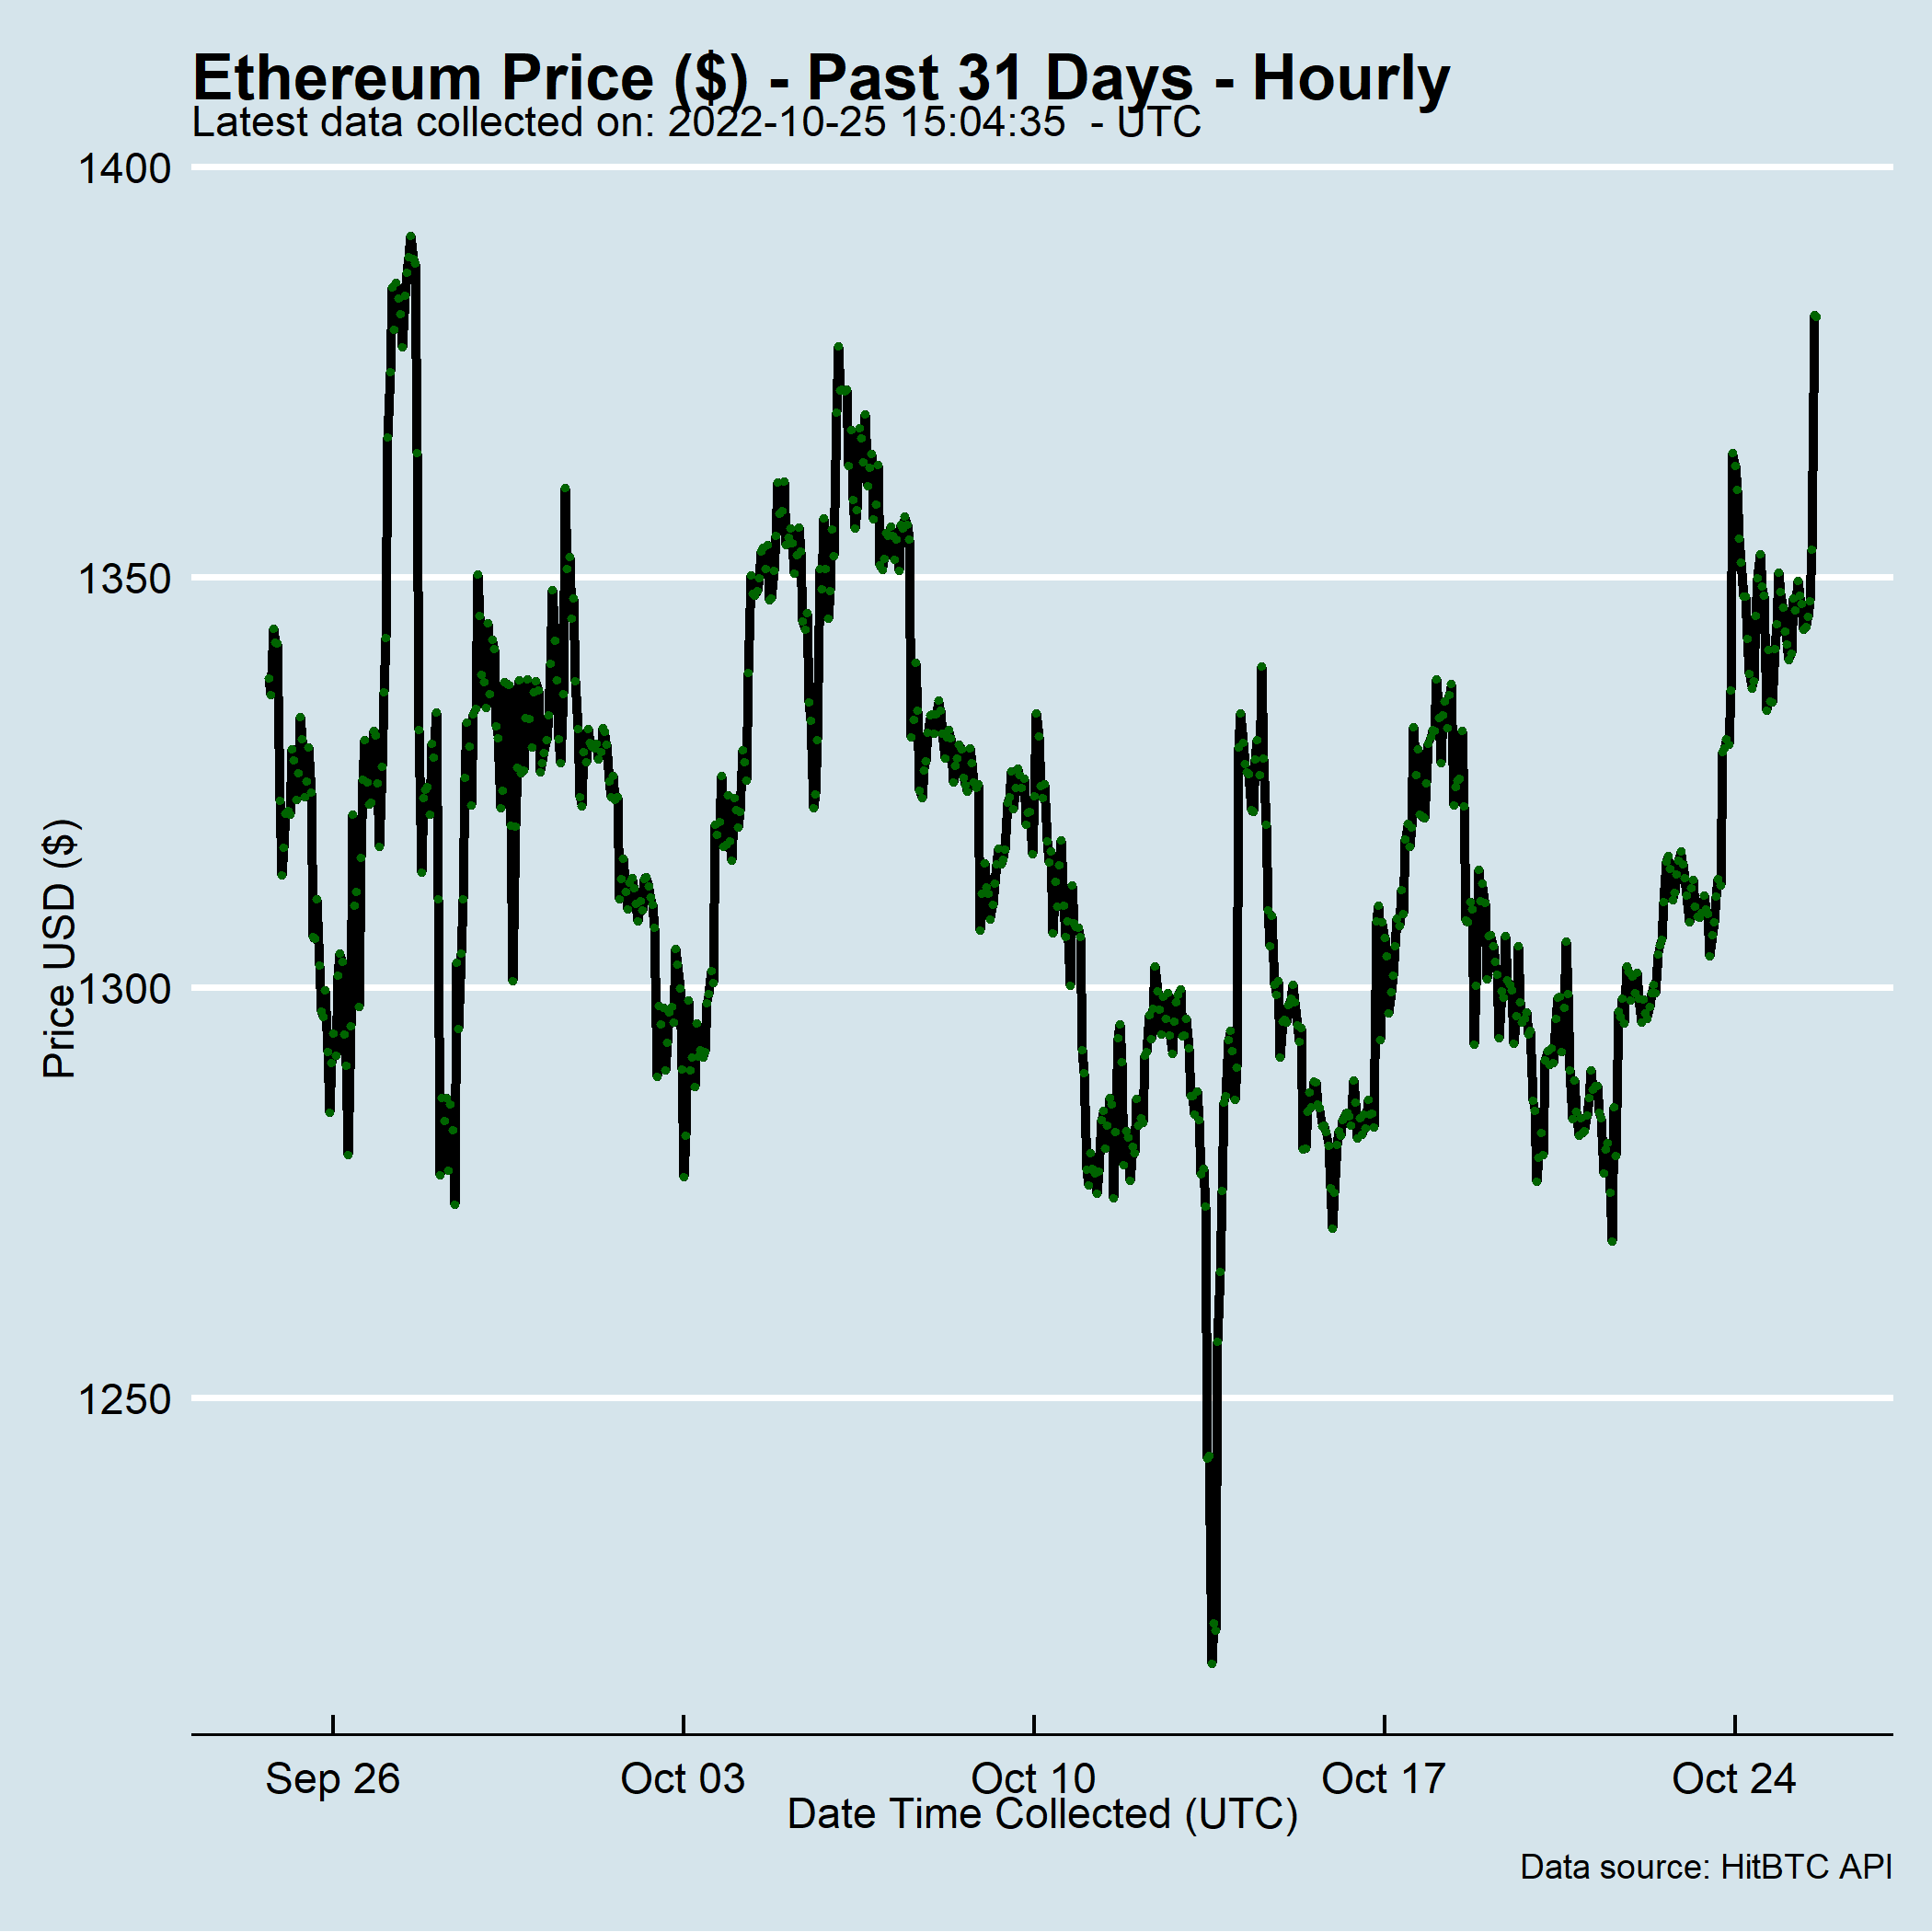 Ethereum Price ($) - Past 31 Days - Hourly
Latest data collected on: 2022-10-25 15:04:35  - UTC
1400
1350
1300
1250
Price USD ($)
Sep 26
Oct 03
Oct 10
Oct 17
Oct 24
Date Time Collected (UTC)
Data source: HitBTC API